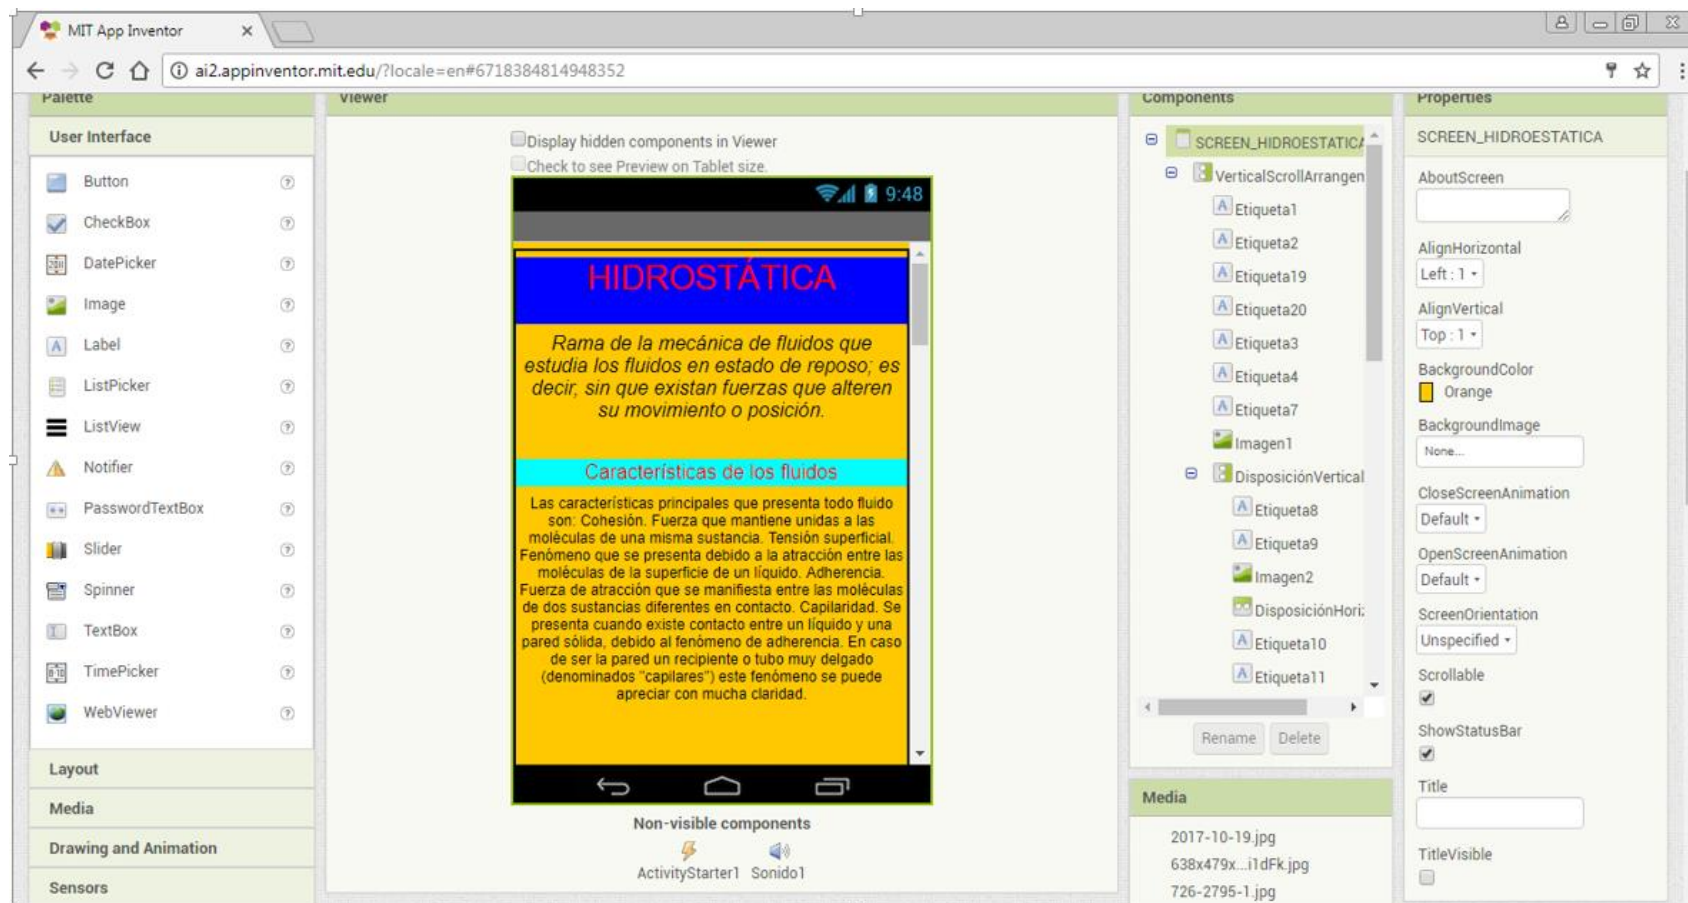 MIT App Inventor
ai2.appinventor.mit.edu/?locale=en#6718384814948352
Palette
User Interface
Button
CheckBox
DatePicker
Image
Label
ListPicker
ListView
Notifier
PasswordTextBox
Slider
Spinner
TextBox
TimePicker
WebViewer
Layout
Media
Drawing and Animation
Sensors
Viewer
Display hidden components in Viewer
Check to see Preview on Tablet size.
9:48
HIDROSTÁTICA
Rama de la mecánica de fluidos que
estudia los fluidos en estado de reposo; es
decir, sin que existan fuerzas que alteren
su movimiento o posición.
Características de los fluidos
Las características principales que presenta todo fluido
son: Cohesión. Fuerza que mantiene unidas a las
moléculas de una misma sustancia. Tensión superficial.
Fenómeno que se presenta debido a la atracción entre las
moléculas de la superficie de un líquido. Adherencia.
Fuerza de atracción que se manifiesta entre las moléculas
de dos sustancias diferentes en contacto. Capilaridad. Se
presenta cuando existe contacto entre un líquido y una
pared sólida, debido al fenómeno de adherencia. En caso
de ser la pared un recipiente o tubo muy delgado
(denominados "capilares") este fenómeno se puede
apreciar con mucha claridad.
Non-visible components
ActivityStarter1 Sonido1
Components
SCREEN_HIDROESTATICA
VerticalScrollArrangen
Etiqueta1
Etiqueta2
Etiqueta19
Etiqueta20
Etiqueta3
Etiqueta4
Etiqueta7
Imagen1
DisposiciónVertical
Etiqueta8
Etiqueta9
Imagen2
DisposiciónHori
Etiqueta10
Etiqueta11
Rename Delete
Media
2017-10-19.jpg
638x479x...i1dFk.jpg
726-2795-1.jpg
Properties
SCREEN_HIDROESTATICA
AboutScreen
AlignHorizontal
Left : 1
AlignVertical
Top : 1
BackgroundColor
Orange
BackgroundImage
None...
CloseScreenAnimation
Default
OpenScreenAnimation
Default
ScreenOrientation
Unspecified
Scrollable
ShowStatusBar
Title
TitleVisible